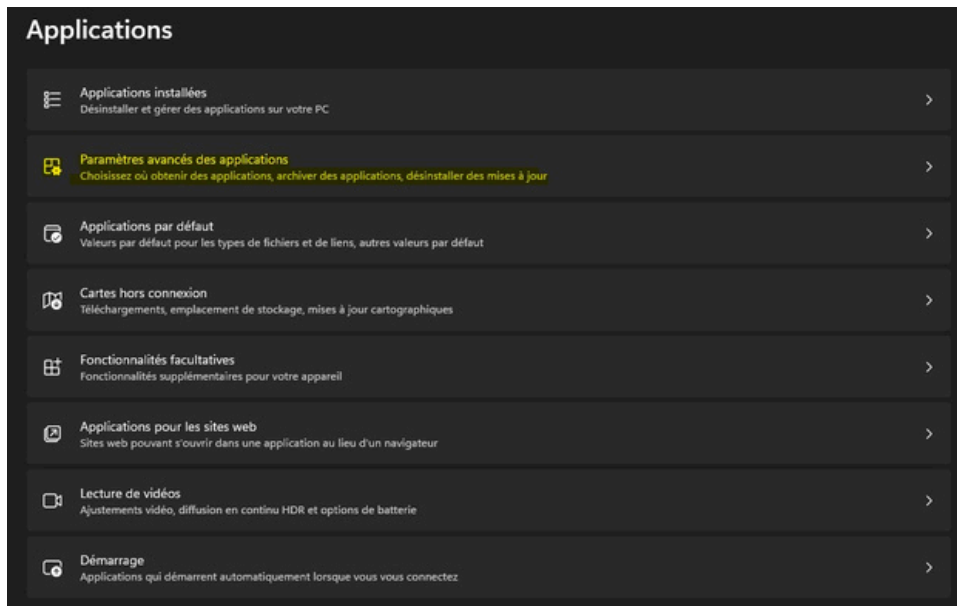 Applications
Applications installées
Désinstaller et gérer des applications sur votre PC
Paramètres avancés des applications
Choisissez où obtenir des applications, archiver des applications, désinstaller des mises à jour
Applications par défaut
Valeurs par défaut pour les types de fichiers et de liens, autres valeurs par défaut
Cartes hors connexion
Téléchargements, emplacement de stockage, mises à jour cartographiques
Fonctionnalités facultatives
Fonctionnalités supplémentaires pour votre appareil
Applications pour les sites web
Sites web pouvant s'ouvrir dans une application au lieu d'un navigateur
Lecture de vidéos
Ajustements vidéo, diffusion en continu HDR et options de batterie
Démarrage
Applications qui démarrent automatiquement lorsque vous vous connectez